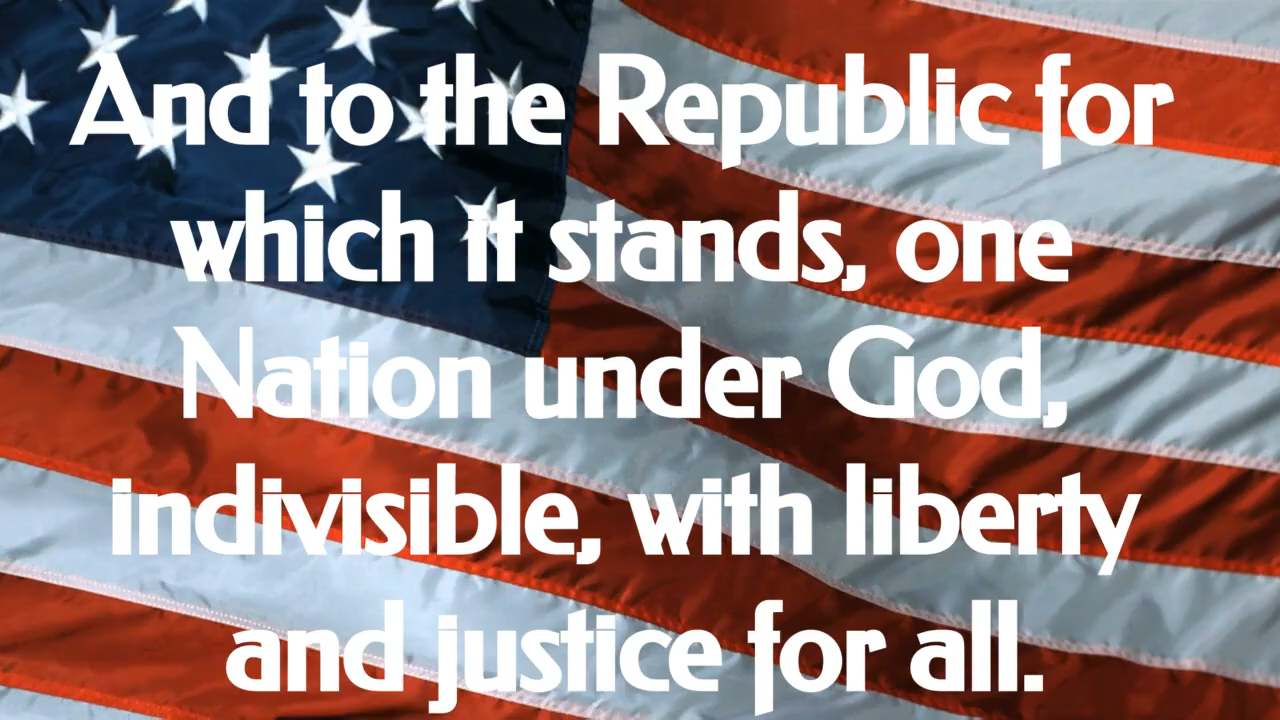 And to the Republic for
which it stands, one
Nation under God,
indivisible, with liberty
and justice for all.